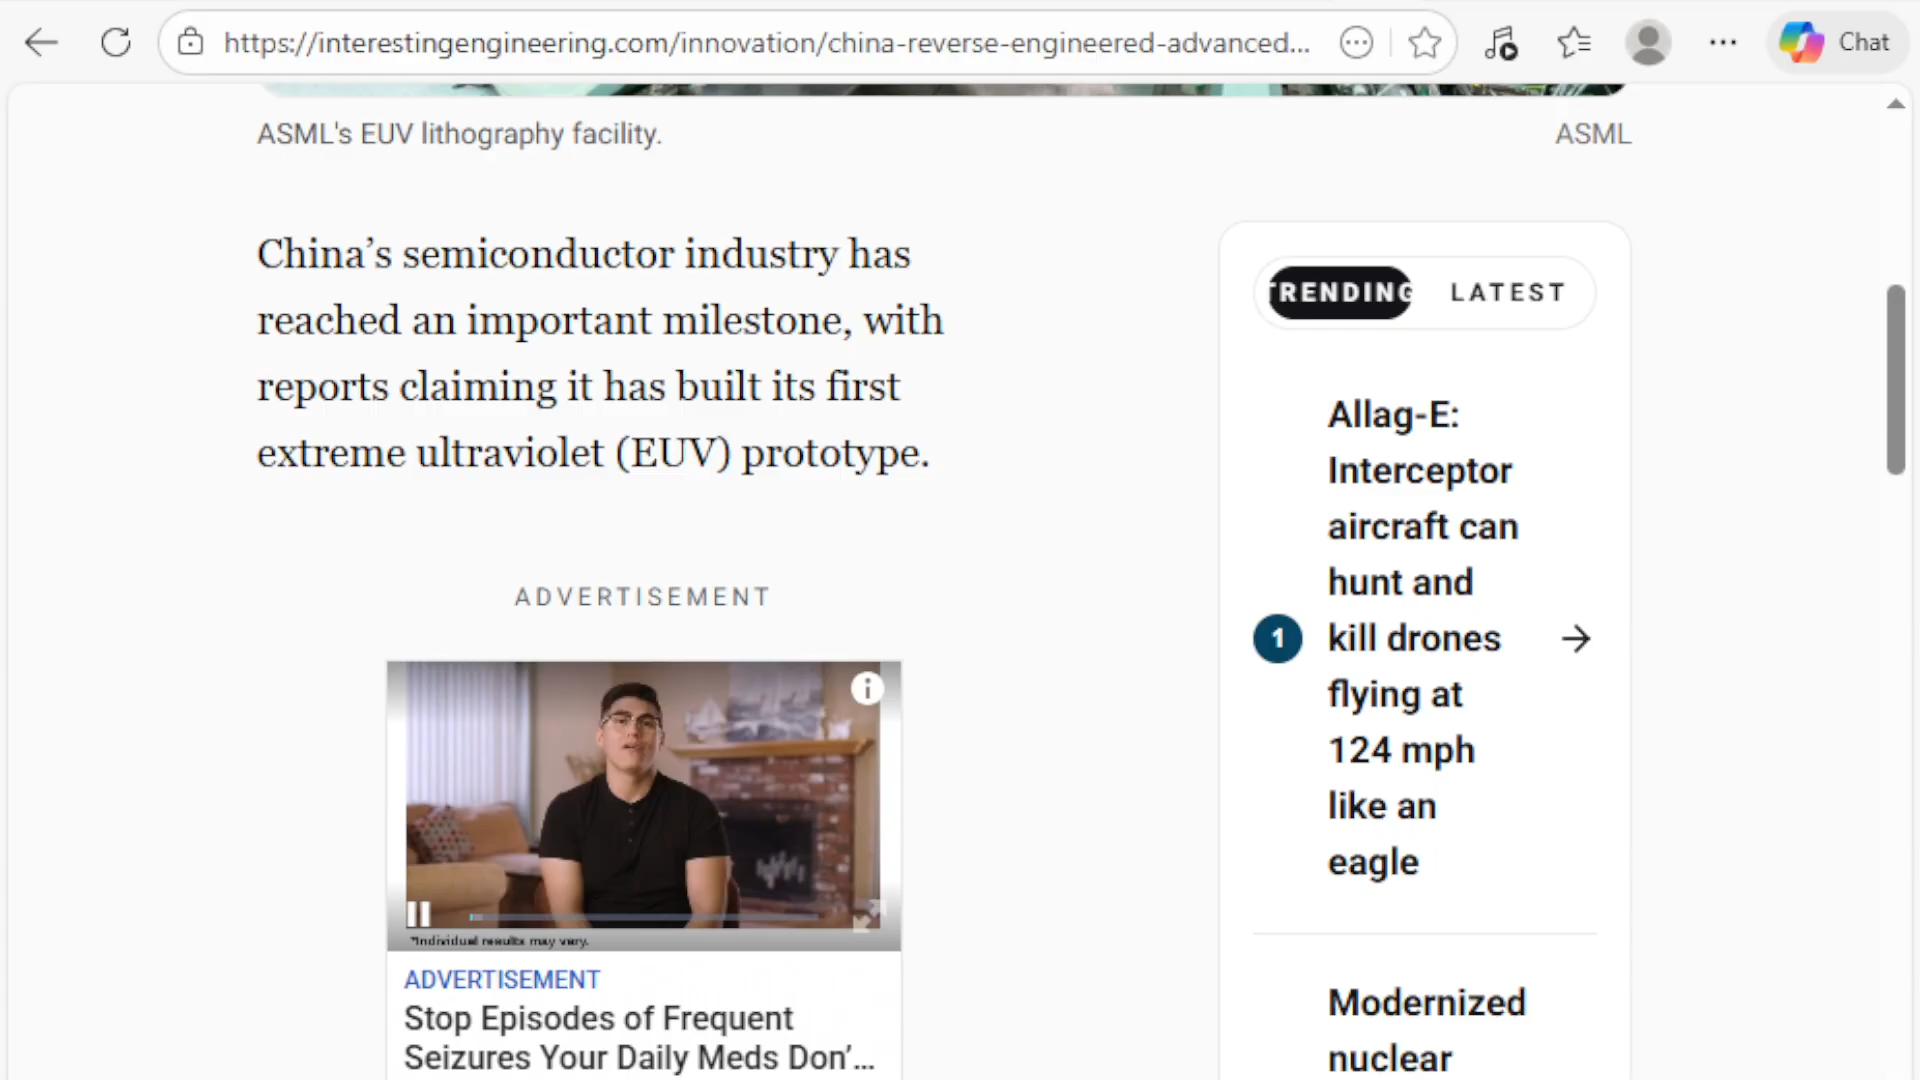 https://interestingengineering.com/innovation/china-reverse-engineered-advanced...
Chat
ASML's EUV lithography facility.
ASML
China’s semiconductor industry has
reached an important milestone, with
reports claiming it has built its first
extreme ultraviolet (EUV) prototype.
ADVERTISEMENT
*Individual results may vary.
ADVERTISEMENT
Stop Episodes of Frequent
Seizures Your Daily Meds Don’...
TRENDING
LATEST
1
Allag-E:
Interceptor
aircraft can
hunt and
kill drones
flying at
124 mph
like an
eagle
Modernized
nuclear